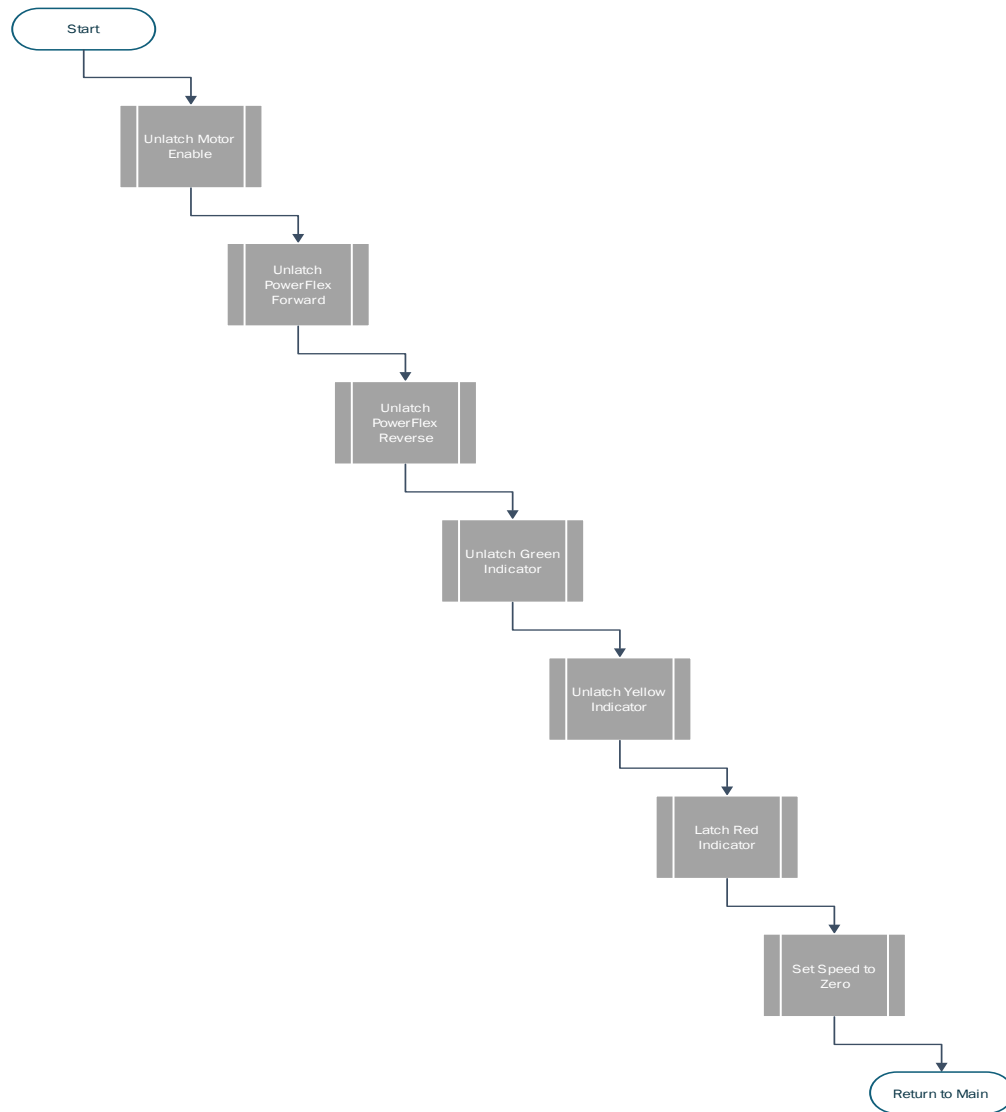 Start
Unlatch Motor
Enable
Unlatch
PowerFlex
Forward
Unlatch
PowerFlex
Reverse
Unlatch Green
Indicator
Unlatch Yellow
Indicator
Latch Red
Indicator
Set Speed to
Zero
Return to Main